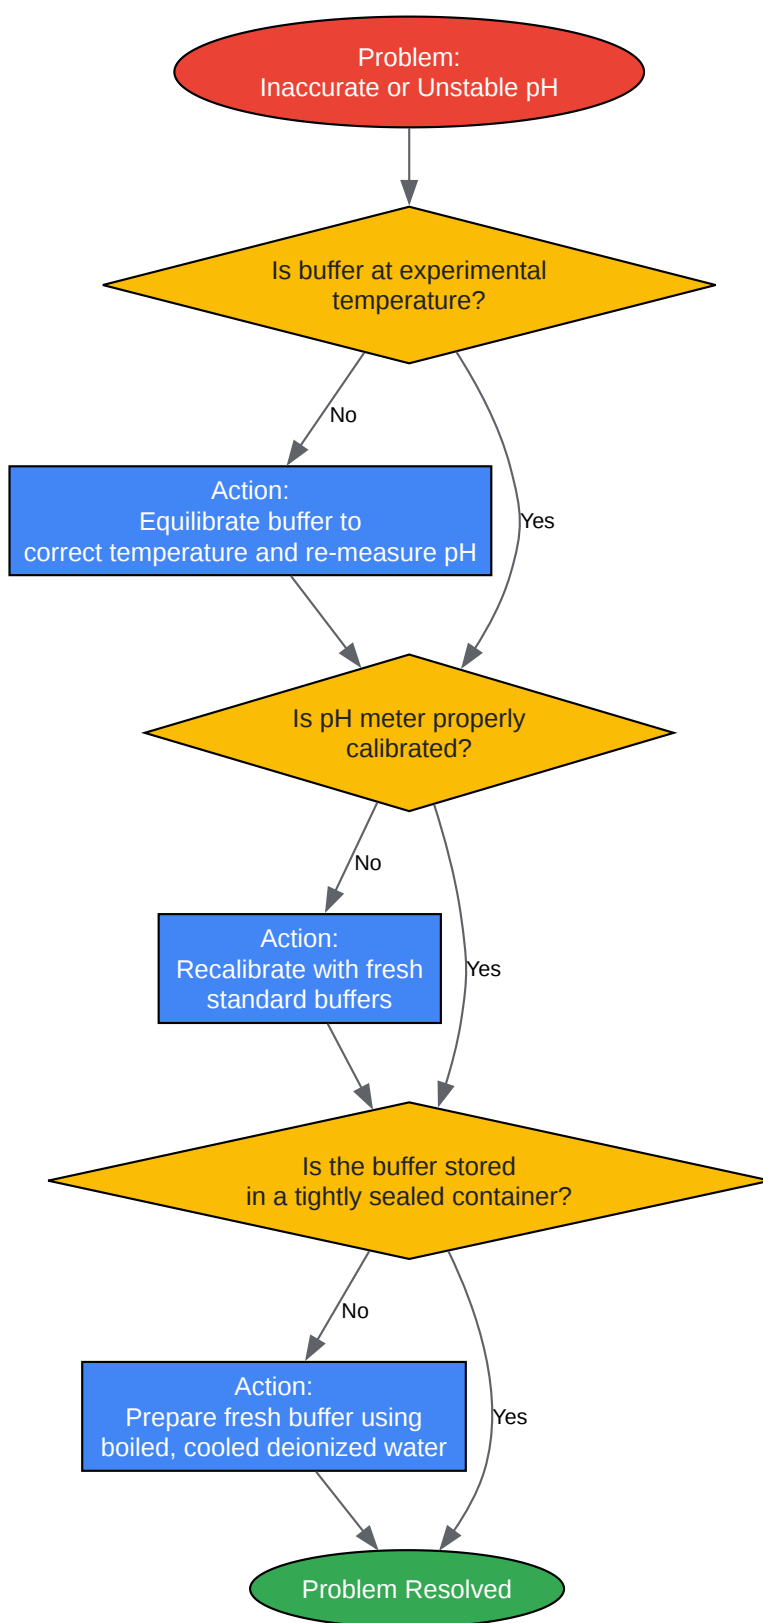 Problem:
Inaccurate or Unstable pH
Is buffer at experimental
temperature?
No
Action:
Equilibrate buffer to
correct temperature and re-measure pH
Yes
Is pH meter properly
calibrated?
No
Action:
Recalibrate with fresh
standard buffers
Yes
Is the buffer stored
in a tightly sealed container?
No
Action:
Prepare fresh buffer using
boiled, cooled deionized water
Yes
Problem Resolved